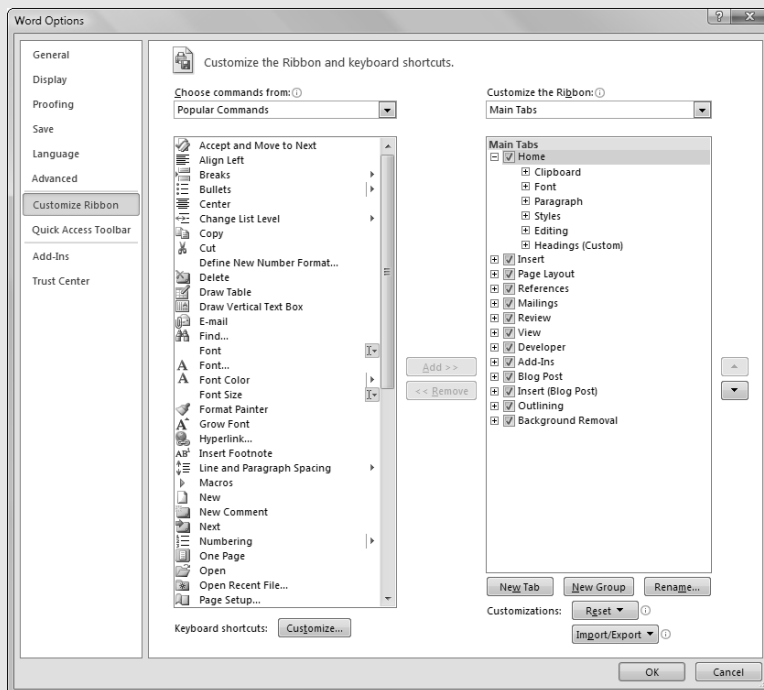 Word Options
General
Display
Proofing
Save
Language
Advanced
Customize Ribbon
Quick Access Toolbar
Add-Ins
Trust Center
Customize the Ribbon and keyboard shortcuts.
Choose commands from:
Popular Commands
Accept and Move to Next
Align Left
Breaks
Bullets
Center
Change List Level
Copy
Cut
Define New Number Format...
Delete
Draw Table
Draw Vertical Text Box
E-mail
Find...
Font
Font...
Font Color
Font Size
Format Painter
Grow Font
Hyperlink...
Insert Footnote
Line and Paragraph Spacing
Macros
New
New Comment
Next
Numbering
One Page
Open
Open Recent File...
Page Setup...
Keyboard shortcuts: Customize...
Add >>
<< Remove
Customize the Ribbon:
Main Tabs
Main Tabs
Home
Clipboard
Font
Paragraph
Styles
Editing
Headings (Custom)
Insert
Page Layout
References
Mailings
Review
View
Developer
Add-Ins
Blog Post
Insert (Blog Post)
Outlining
Background Removal
New Tab New Group Rename...
Customizations: Reset
Import/Export
OK Cancel